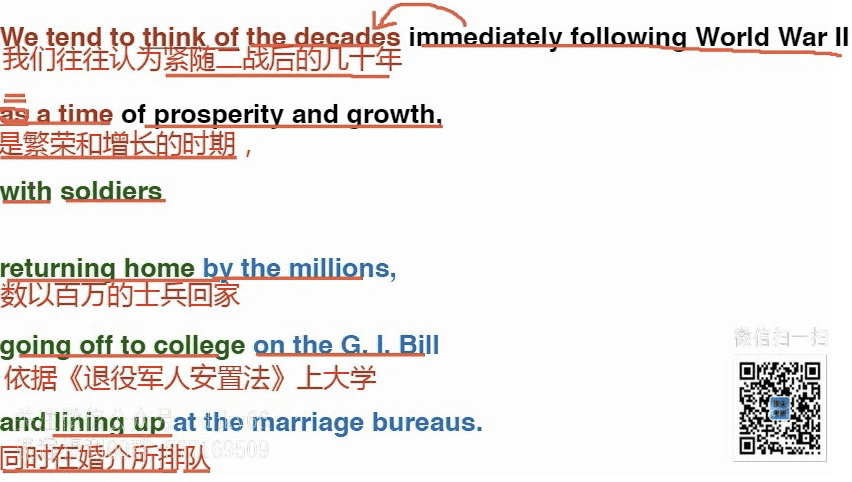 We tend to think of the decades immediately following World War II
我们往往认为紧随二战后的几十年
as a time of prosperity and growth,
是繁荣和增长的时期，
with soldiers
returning home by the millions,
数以百万的士兵回家
going off to college on the G. I. Bill
微信扫一扫
依据《退役军人安置法》上大学
and lining up at the marriage bureaus.
同时在婚介所排队